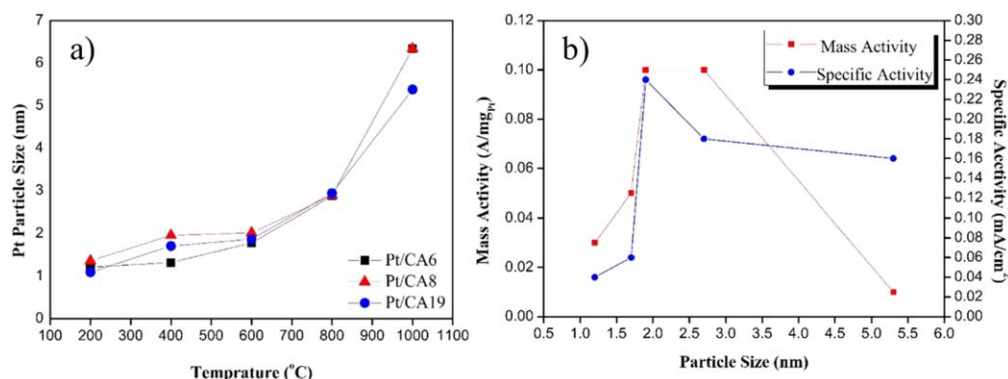 a)
Pt Particle Size (nm)
7
6
5
4
3
2
1
0
100 200 300 400 500 600 700 800 900 1000 1100
Temprature (°C)
Pt/CA6
Pt/CA8
Pt/CA19
b)
Mass Activity (A/mgPt)
0.12
0.10
0.08
0.06
0.04
0.02
0.00
0.5 1.0 1.5 2.0 2.5 3.0 3.5 4.0 4.5 5.0 5.5 6.0
Particle Size (nm)
Mass Activity
Specific Activity
0.30
0.28
0.26
0.24
0.22
0.20
0.18
0.16
0.14
0.12
0.10
0.08
0.06
0.04
0.02
0.00
Specific Acctivity (mA/cm²)